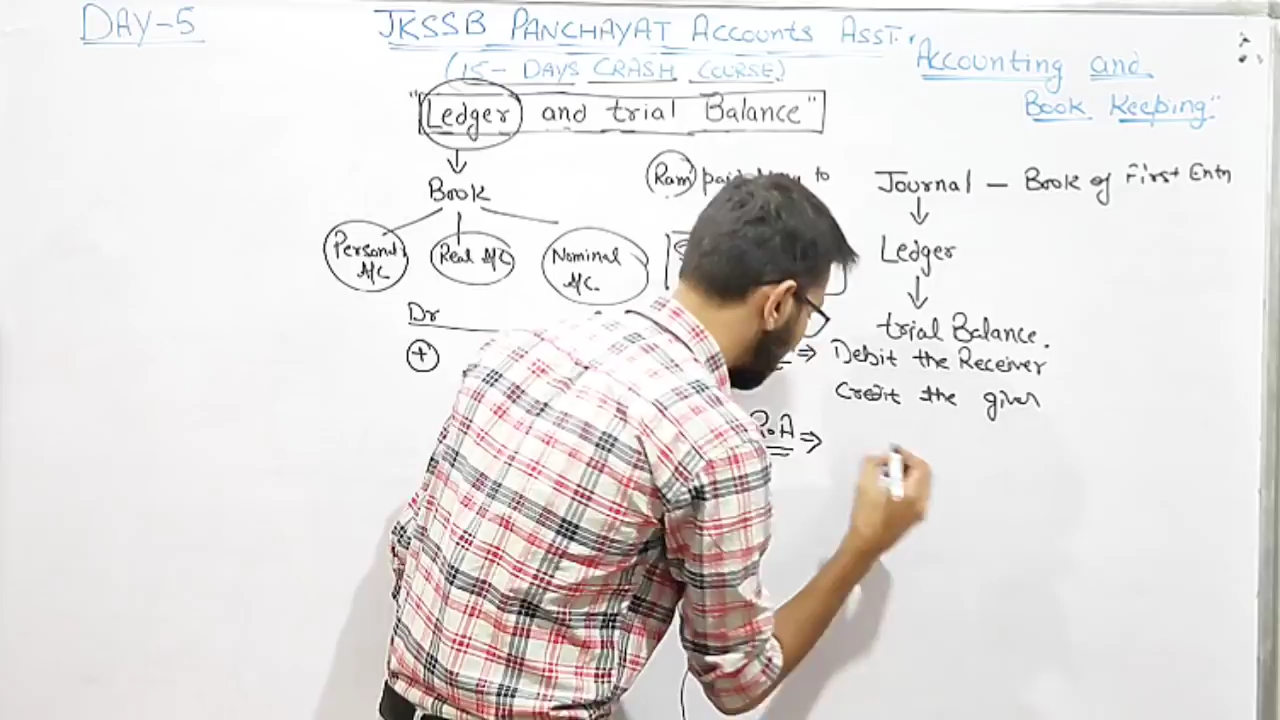 DAY-5
JKSSB PANCHAYAT Accounts ASST.
(15- DAYS CRASH COURSE)
Accounting and
Book Keeping"
"Ledger and trial Balance"
Book
Personal A/C
Real A/C
Nominal A/C.
Dr
+
Ram to
Journal - Book of First Entry
Ledger
trial Balance.
=> Debit the Receiver
Credit the giver
R.A =>